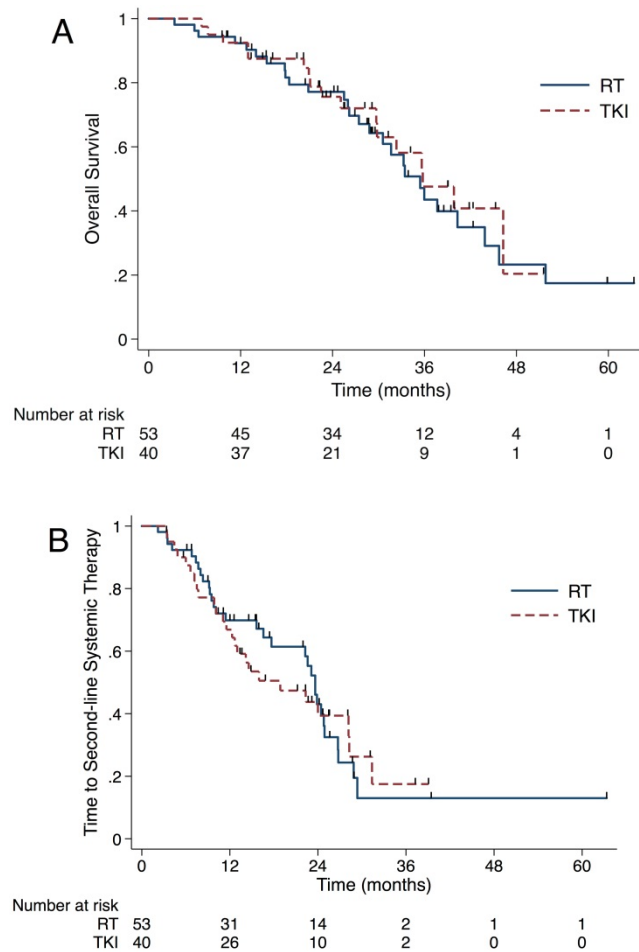 A
Overall Survival
1
.8
.6
.4
.2
0
RT
TKI
0 12 24 36 48 60
Time (months)
Number at risk
RT 53 45 34 12 4 1
TKI 40 37 21 9 1 0
B
Time to Second-line Systemic Therapy
1
.8
.6
.4
.2
0
RT
TKI
0 12 24 36 48 60
Time (months)
Number at risk
RT 53 31 14 2 1 1
TKI 40 26 10 2 0 0